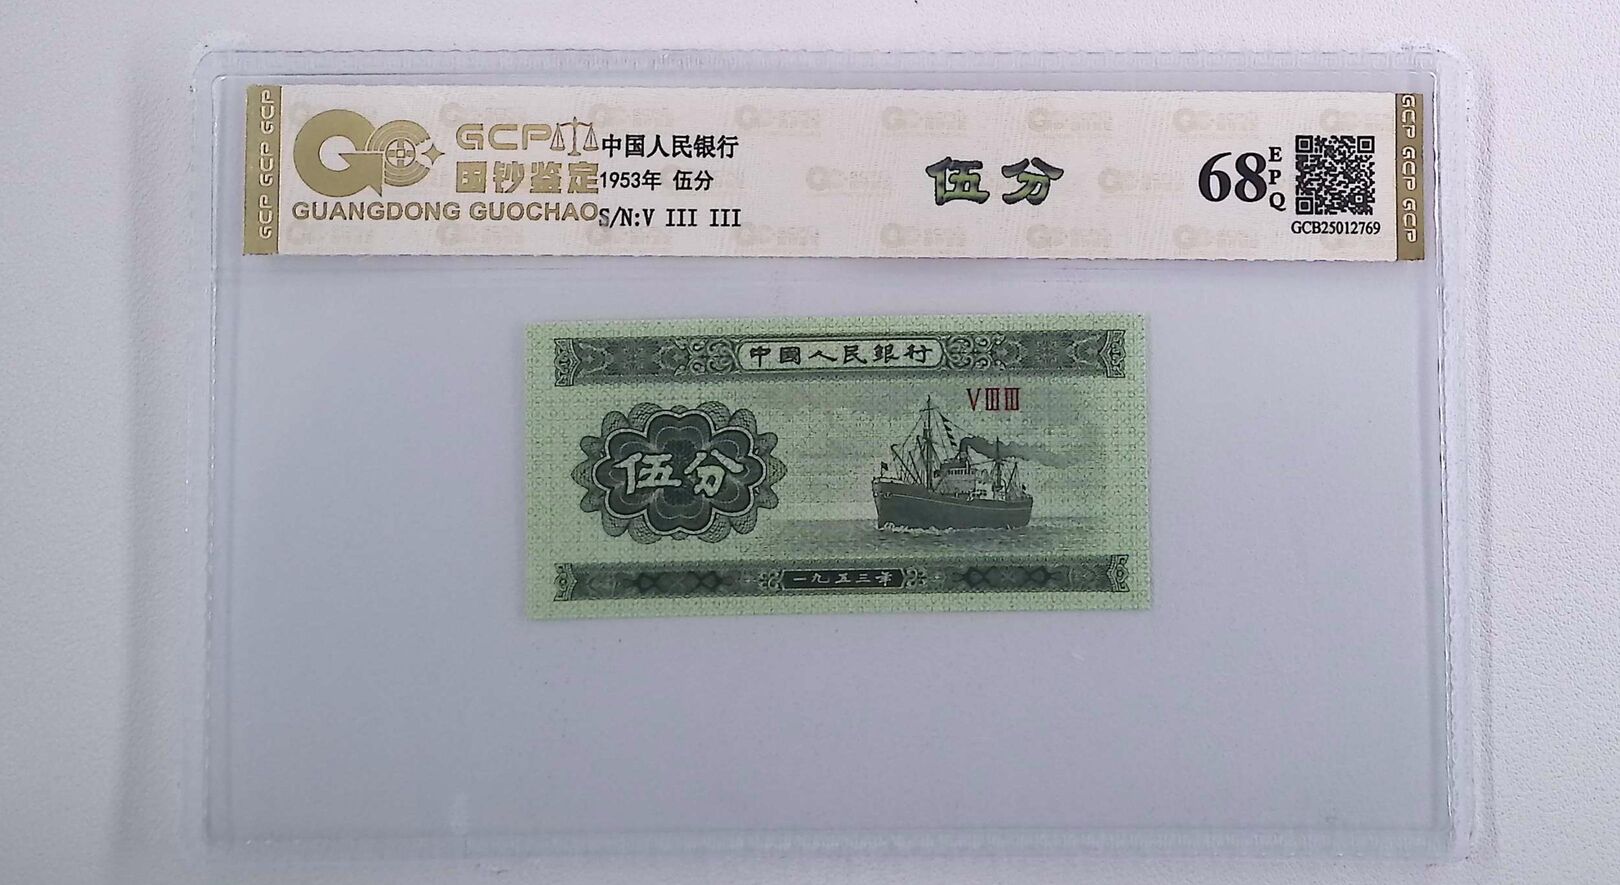 GCP
国钞鉴定
GUANGDONG GUOCHAO
中国人民银行
1953年 伍分
S/N:V III III
伍分
68
EPQ
GCB25012769
GCP GCP GCP
GCP GCP GCP
中國人民銀行
VⅢⅢ
伍分
一九五三年